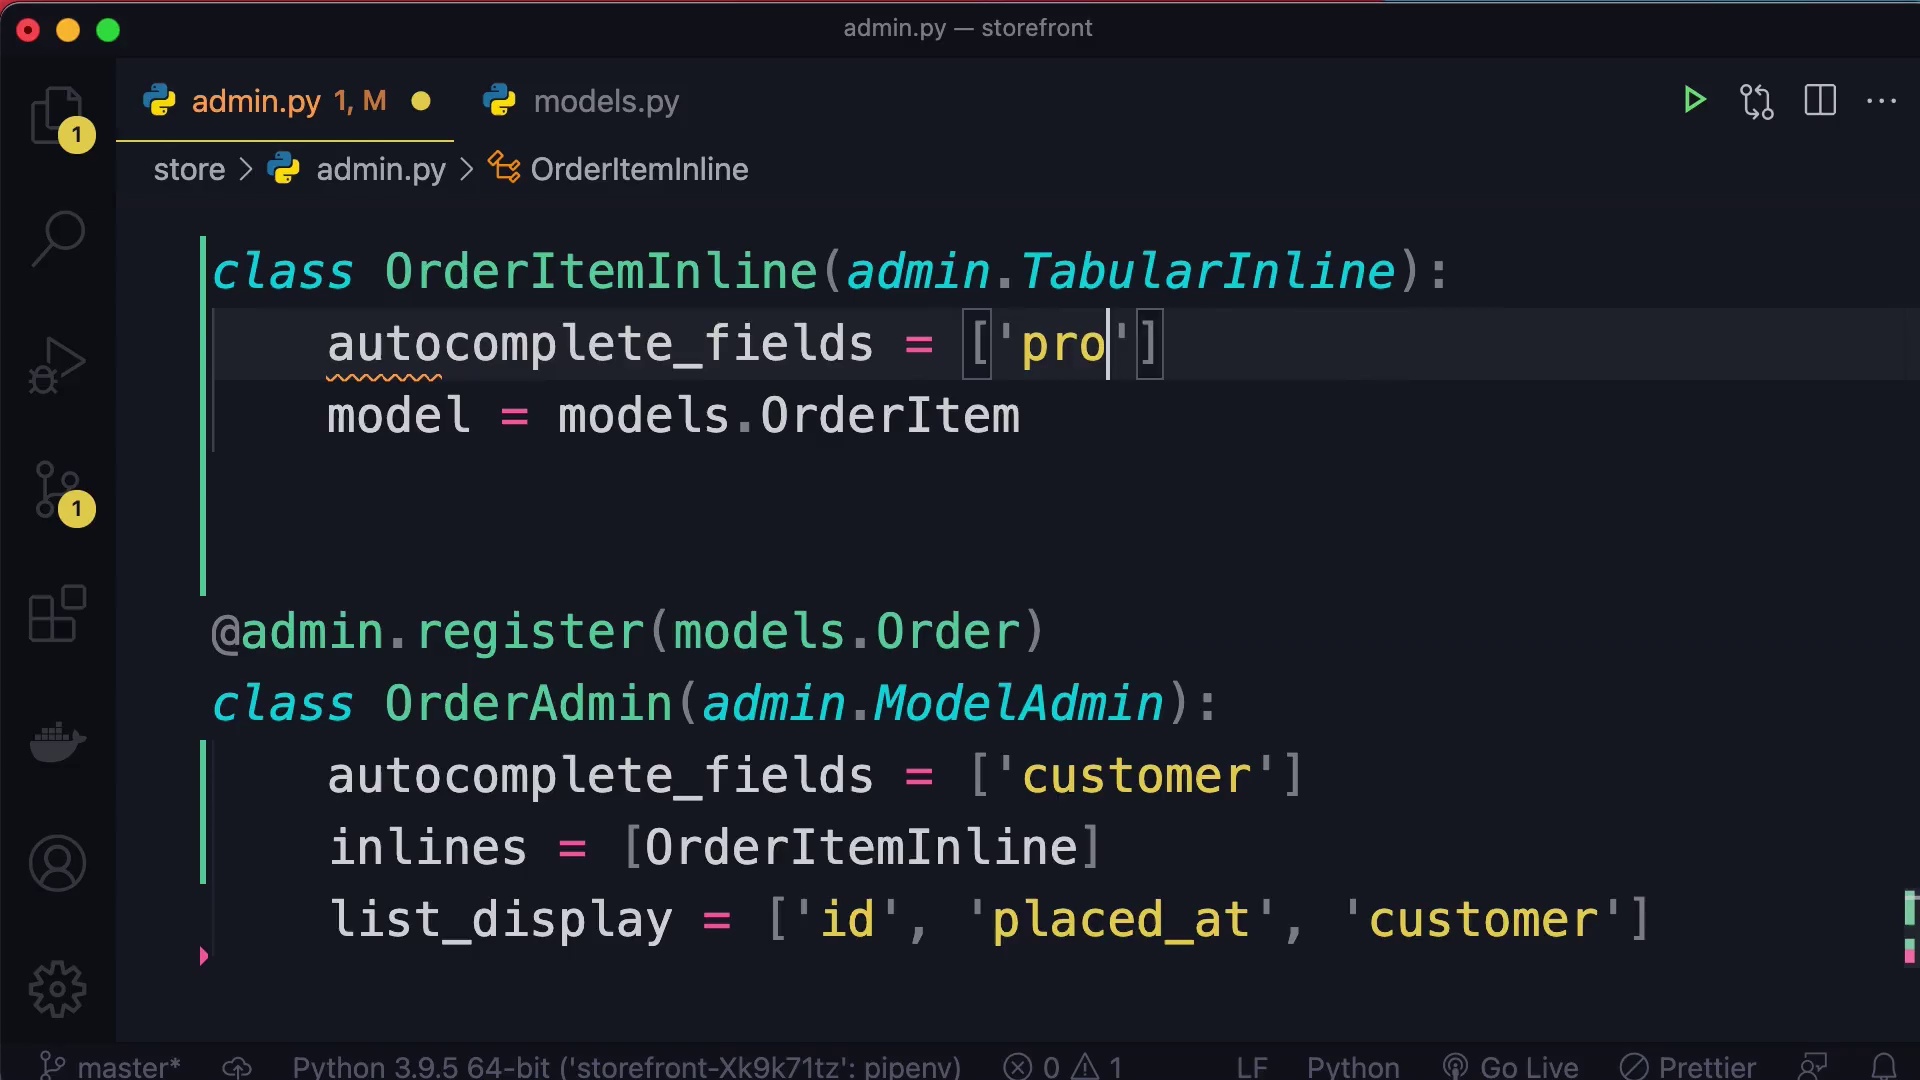 admin.py — storefront
admin.py 1, M
models.py
store > admin.py > OrderItemInline
1
1
class OrderItemInline(admin.TabularInline):
    autocomplete_fields = ['pro']
    model = models.OrderItem
@admin.register(models.Order)
class OrderAdmin(admin.ModelAdmin):
    autocomplete_fields = ['customer']
    inlines = [OrderItemInline]
    list_display = ['id', 'placed_at', 'customer']
master* Python 3.9.5 64-bit ('storefront-Xk9k71tz': pipenv) 0 1 LF Python Go Live Prettier